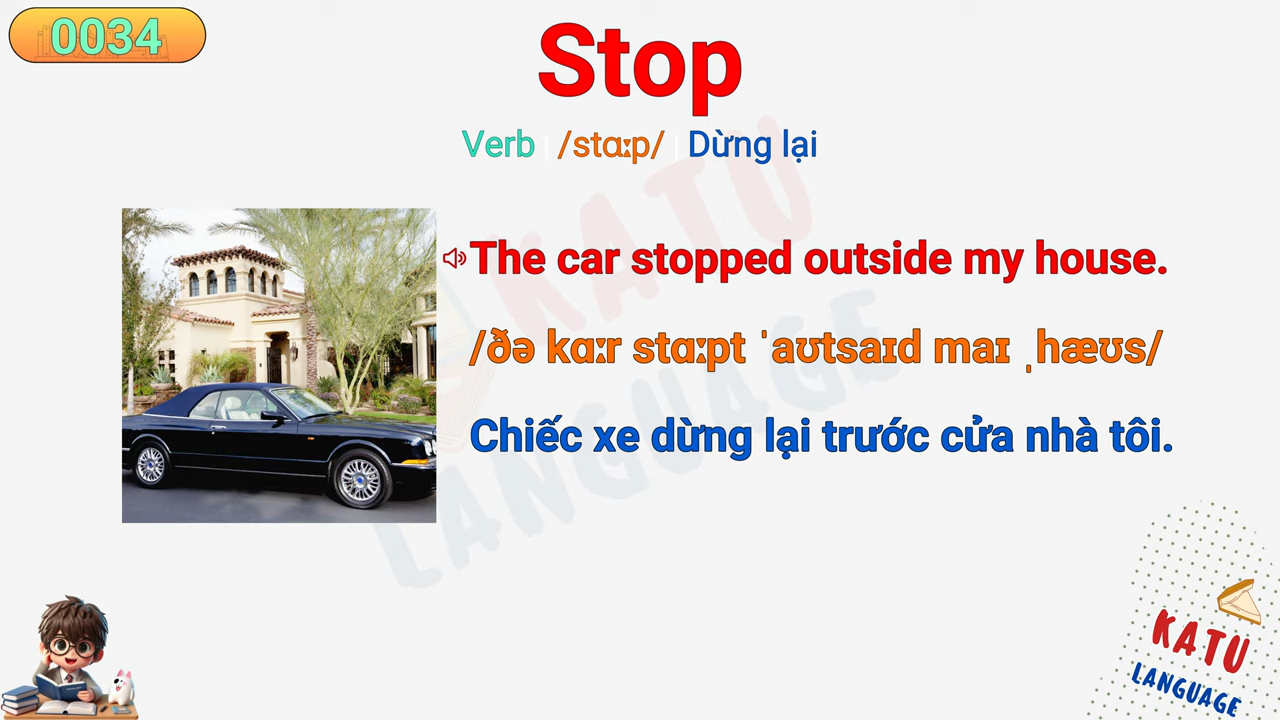 0034
Stop
Verb | /stɑːp/ | Dừng lại
The car stopped outside my house.
/ðə kɑːr stɑːpt ˈaʊtsaɪd maɪ ˌhæʊs/
Chiếc xe dừng lại trước cửa nhà tôi.
KATU
LANGUAGE
KATU
LANGUAGE